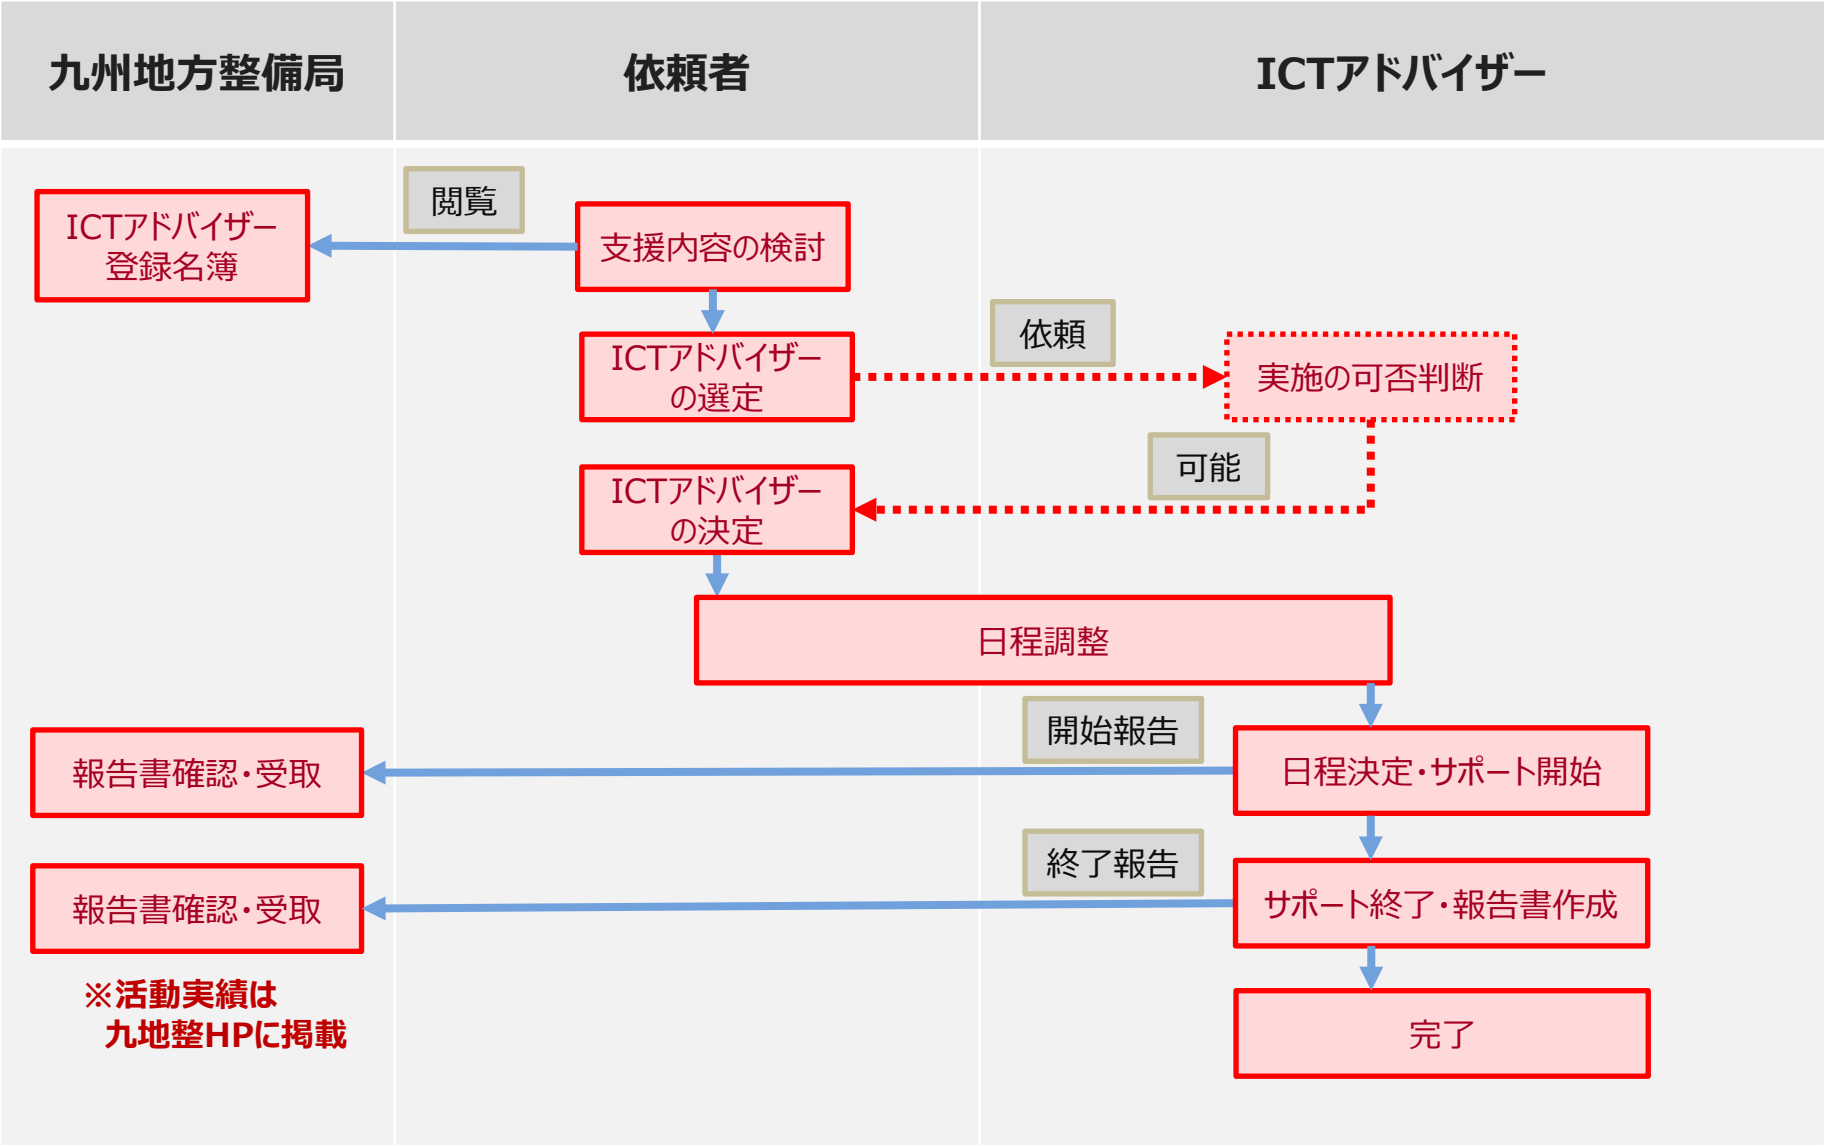 九州地方整備局
依頼者
ICTアドバイザー
閲覧
ICTアドバイザー
登録名簿
支援内容の検討
依頼
ICTアドバイザー
の選定
実施の可否判断
可能
ICTアドバイザー
の決定
日程調整
開始報告
報告書確認・受取
日程決定・サポート開始
終了報告
報告書確認・受取
サポート終了・報告書作成
※活動実績は
九地整HPに掲載
完了